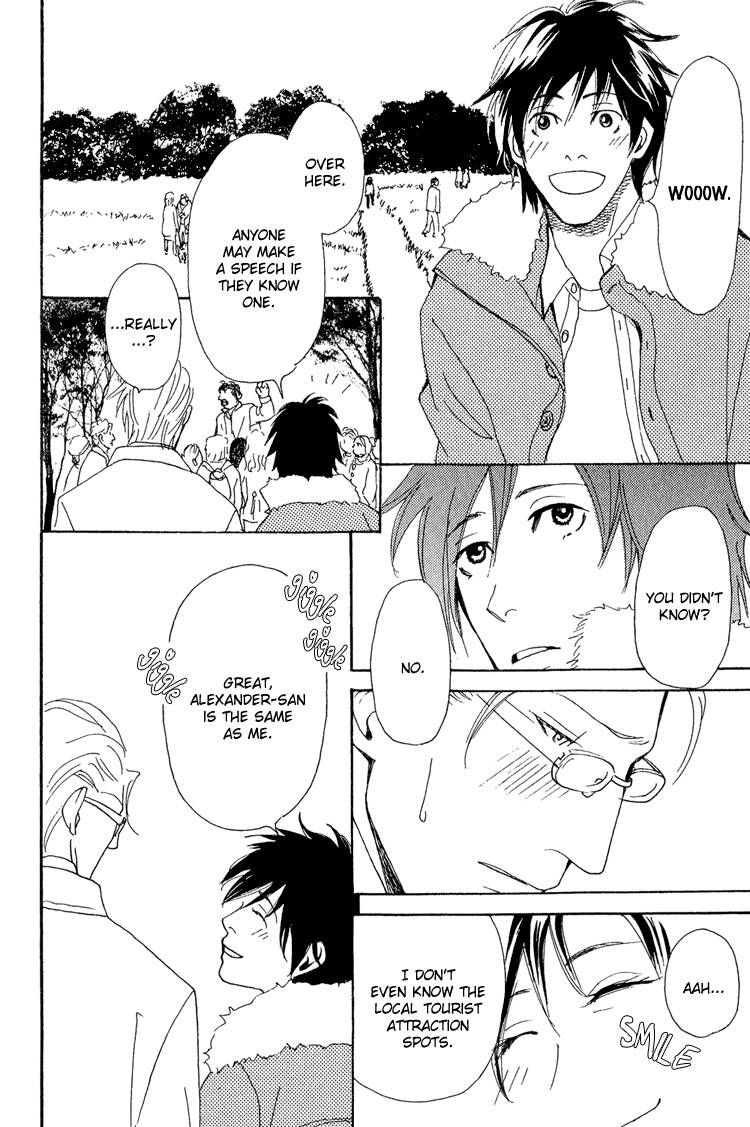 WOOOW.
OVER
HERE.
ANYONE
MAY MAKE
A SPEECH IF
THEY KNOW
ONE.
...REALLY
...?
YOU DIDN'T
KNOW?
NO.
AAH...
SMILE
I DON'T
EVEN KNOW THE
LOCAL TOURIST
ATTRACTION
SPOTS.
giggle
giggle
giggle
GREAT,
ALEXANDER-SAN
IS THE SAME
AS ME.